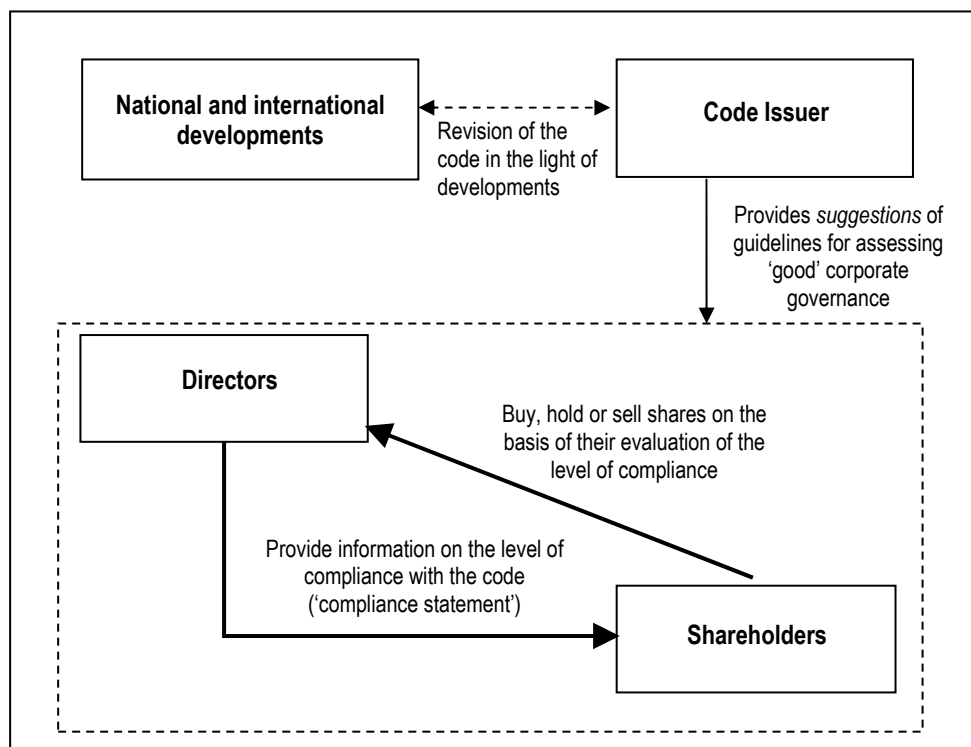 National and international
developments
Revision of the
code in the light of
developments
Code Issuer
Provides suggestions of
guidelines for assessing
‘good’ corporate
governance
Directors
Buy, hold or sell shares on the
basis of their evaluation of the
level of compliance
Provide information on the level of
compliance with the code
(‘compliance statement’)
Shareholders